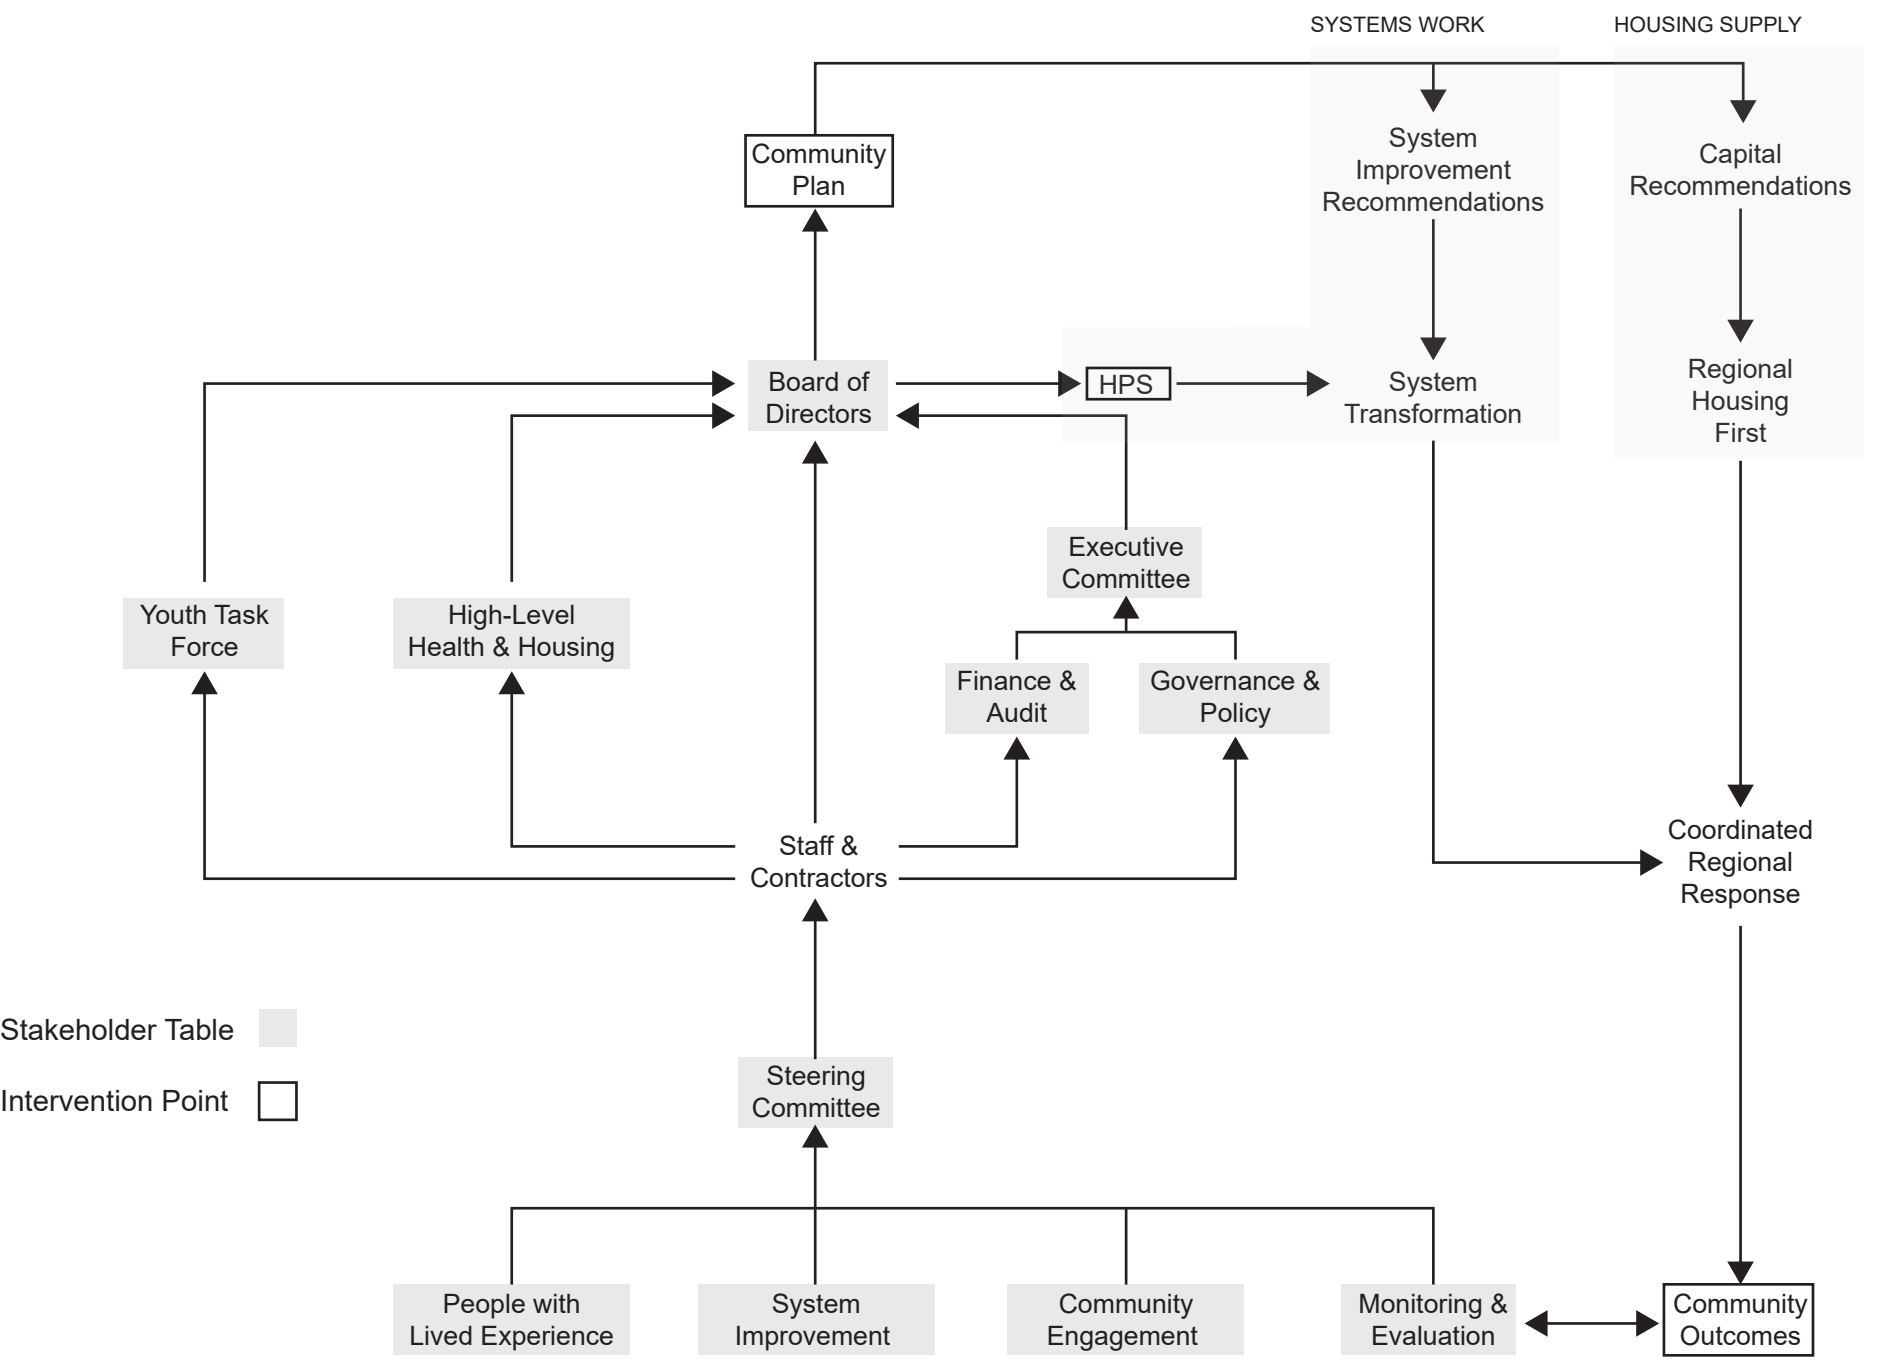 SYSTEMS WORK
HOUSING SUPPLY
Community
Plan
System
Improvement
Recommendations
Capital
Recommendations
Board of
Directors
HPS
System
Transformation
Regional
Housing
First
Executive
Committee
Youth Task
Force
High-Level
Health & Housing
Finance &
Audit
Governance &
Policy
Staff &
Contractors
Coordinated
Regional
Response
Stakeholder Table
Intervention Point
Steering
Committee
People with
Lived Experience
System
Improvement
Community
Engagement
Monitoring &
Evaluation
Community
Outcomes